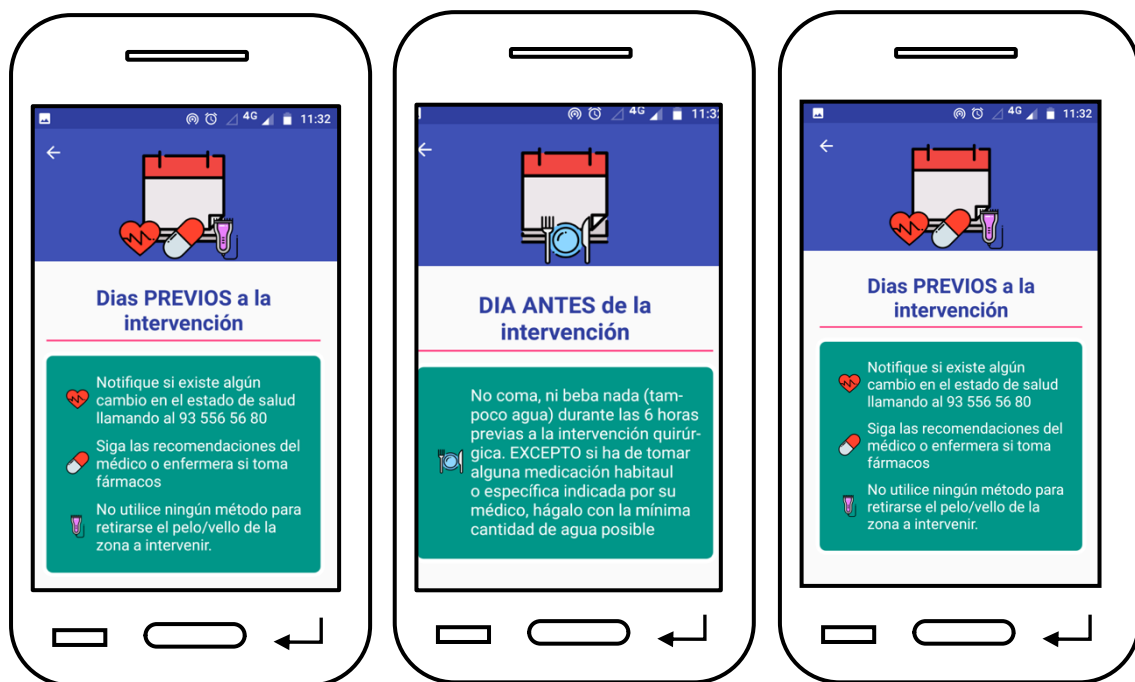 4G 11:32
Dias PREVIOS a la
intervención
Notifique si existe algún
cambio en el estado de salud
llamando al 93 556 56 80
Siga las recomendaciones del
médico o enfermera si toma
fármacos
No utilice ningún método para
retirarse el pelo/vello de la
zona a intervenir.
4G 11:32
DIA ANTES de la
intervención
No coma, ni beba nada (tam-
poco agua) durante las 6 horas
previas a la intervención quirúr-
gica. EXCEPTO si ha de tomar
alguna medicación habitaul
o específica indicada por su
médico, hágalo con la mínima
cantidad de agua posible
4G 11:32
Dias PREVIOS a la
intervención
Notifique si existe algún
cambio en el estado de salud
llamando al 93 556 56 80
Siga las recomendaciones del
médico o enfermera si toma
fármacos
No utilice ningún método para
retirarse el pelo/vello de la
zona a intervenir.